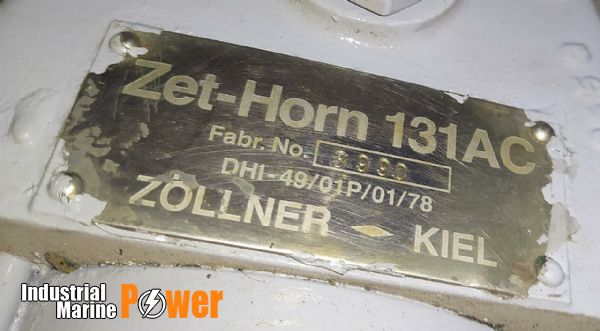 Zet-Horn 131AC
Fabr. No.
DHI-49/01P/01/78
ZÖLLNER KIEL
Industrial
Marine Power